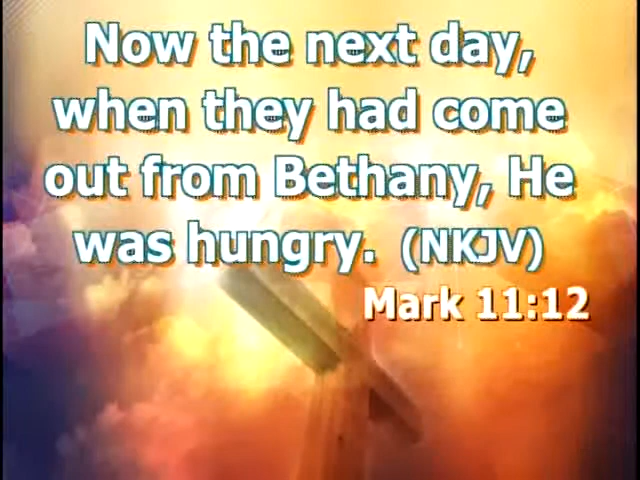 Now the next day,
when they had come
out from Bethany, He
was hungry. (NKJV)
Mark 11:12